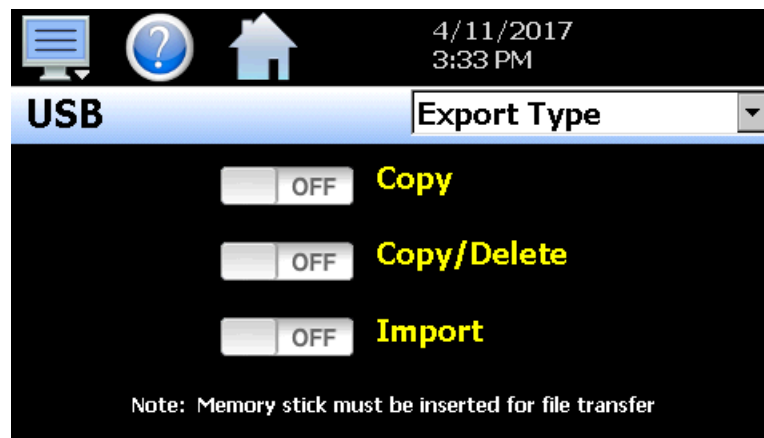 ?
4/11/2017
3:33 PM
USB
Export Type
OFF Copy
OFF Copy/Delete
OFF Import
Note: Memory stick must be inserted for file transfer